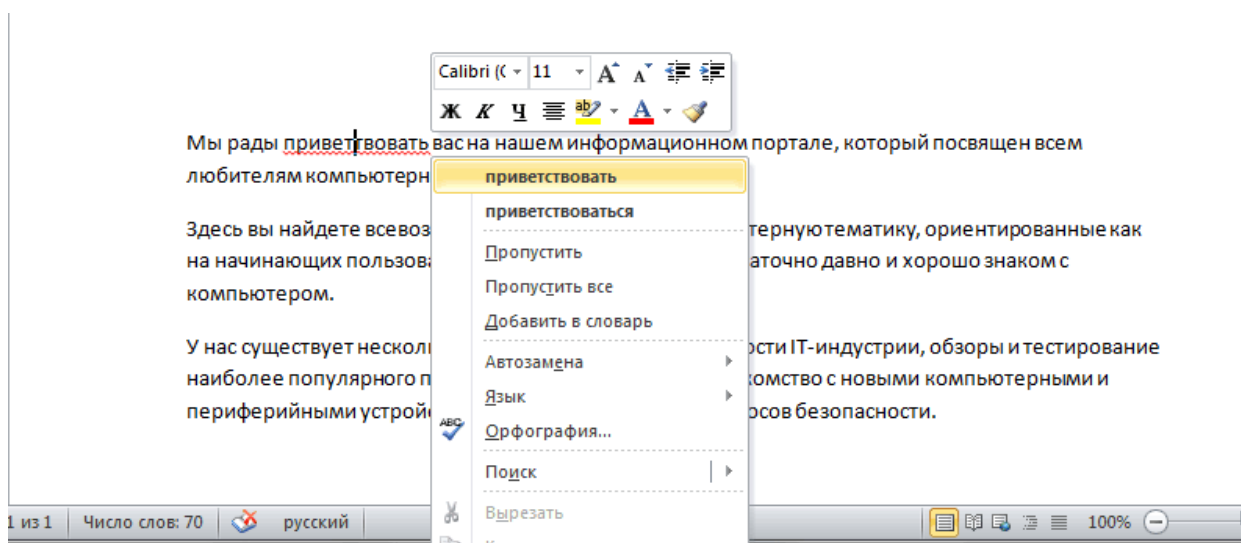 Calibri (С 11
Ж К Ч
Мы рады приветтвовать вас на нашем информационном портале, который посвящен всем
любителям компьютерн
приветствовать
приветствоваться
Здесь вы найдете всевоз терную тематику, ориентированные как
Пропустить
на начинающих пользова аточно давно и хорошо знаком с
Пропустить все
компьютером.
Добавить в словарь
У нас существует нескол ости IT-индустрии, обзоры и тестирование
Автозамена
наиболее популярного п комство с новыми компьютерными и
Язык
периферийными устрой осов безопасности.
Орфография...
Поиск
Вырезать
1 из 1 Число слов: 70 русский 100%